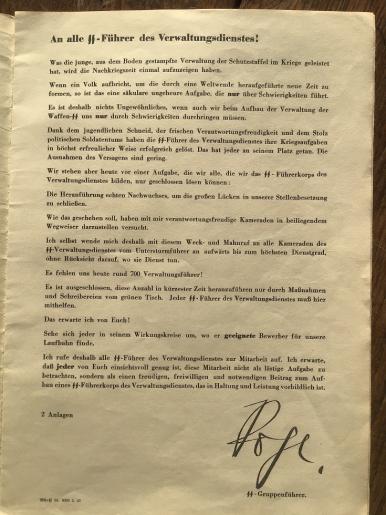 An alle ᛋᛋ-Führer des Verwaltungsdienstes!
Was die junge, aus dem Boden gestampfte Verwaltung der Schutzstaffel im Kriege geleistet
hat, wird die Nachkriegszeit einmal aufzuzeigen haben.
Wenn ein Volk aufbricht, um die durch eine Weltwende heraufgeführte neue Zeit zu
formen, so ist das eine säkulare ungeheure Aufgabe, die nur über Schwierigkeiten führt.
Es ist deshalb nichts Ungewöhnliches, wenn auch wir beim Aufbau der Verwaltung der
Waffen-ᛋᛋ uns nur durch Schwierigkeiten durchringen müssen.
Dank dem jugendlichen Schneid, der frischen Verantwortungsfreudigkeit und dem Stolz
politischen Soldatentums haben die ᛋᛋ-Führer des Verwaltungsdienstes ihre Kriegsaufgaben
in höchst erfreulicher Weise erfolgreich gelöst. Das hat jeder an seinem Platz getan. Die
Ausnahmen des Versagens sind gering.
Wir stehen aber heute vor einer Aufgabe, die wir alle, die wir das ᛋᛋ-Führerkorps des
Verwaltungsdienstes bilden, nur geschlossen lösen können:
Die Heranführung echten Nachwuchses, um die großen Lücken in unserer Stellenbesetzung
zu schließen.
Wie das geschehen soll, haben mit mir verantwortungsfreudige Kameraden in beiliegendem
Wegweiser darzustellen versucht.
Ich selbst wende mich deshalb mit diesem Week- und Mahnruf an alle Kameraden des
ᛋᛋ-Verwaltungsdienstes vom Untersturmführer an aufwärts bis zum höchsten Dienstgrad,
ohne Rücksicht darauf, wo sie Dienst tun.
Es fehlen uns heute rund 700 Verwaltungsführer!
Es ist ausgeschlossen, diese Anzahl in kürzester Zeit heranzuführen nur durch Maßnahmen
und Schreibereien vom grünen Tisch. Jeder ᛋᛋ-Führer des Verwaltungsdienstes muß hier
mithelfen.
Das erwarte ich von Euch!
Sehe sich jeder in seinem Wirkungskreise um, wo er geeignete Bewerber für unsere
Laufbahn finde.
Ich rufe deshalb alle ᛋᛋ-Führer des Verwaltungsdienstes zur Mitarbeit auf. Ich erwarte,
daß jeder von Euch einsichtsvoll genug ist, diese Mitarbeit nicht als lästige Aufgabe zu
betrachten, sondern als einen freudigen, freiwilligen und notwendigen Beitrag zum Auf-
bau eines ᛋᛋ-Führerkorps des Verwaltungsdienstes, das in Haltung und Leistung vorbildlich ist.
2 Anlagen
ᛋᛋ-Gruppenführer.